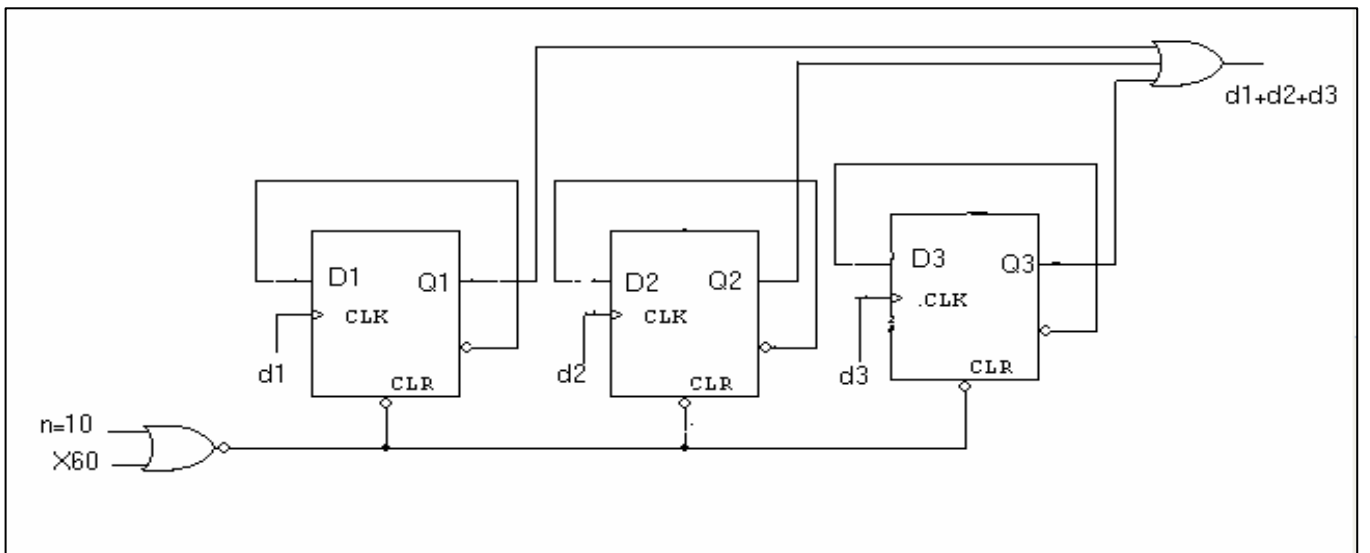 d1+d2+d3
D1 Q1
CLK
d1
CLR
D2 Q2
CLK
d2
CLR
D3 Q3
.CLK
d3
CLR
n=10
X60